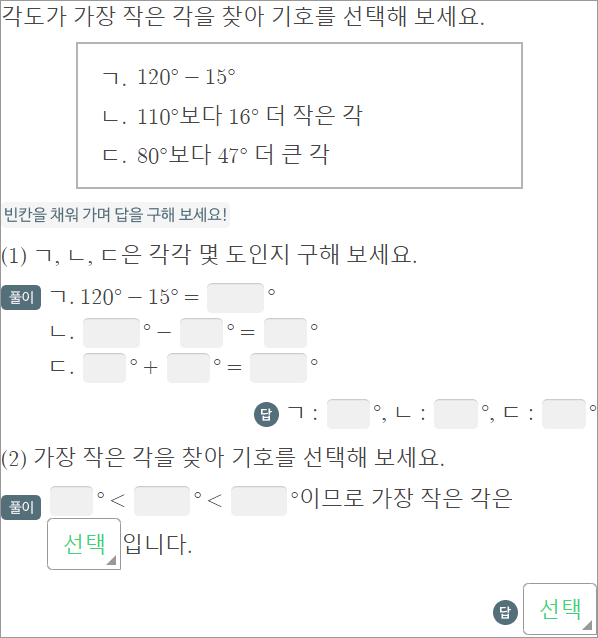 각도가 가장 작은 각을 찾아 기호를 선택해 보세요.
ㄱ. 120° − 15°
ㄴ. 110°보다 16° 더 작은 각
ㄷ. 80°보다 47° 더 큰 각
빈칸을 채워 가며 답을 구해 보세요!
(1) ㄱ, ㄴ, ㄷ은 각각 몇 도인지 구해 보세요.
풀이 ㄱ. 120° − 15° = °
ㄴ. ° − ° = °
ㄷ. ° + ° = °
답 ㄱ : °, ㄴ : °, ㄷ : °
(2) 가장 작은 각을 찾아 기호를 선택해 보세요.
풀이 ° < ° < °이므로 가장 작은 각은
선택 입니다.
답 선택